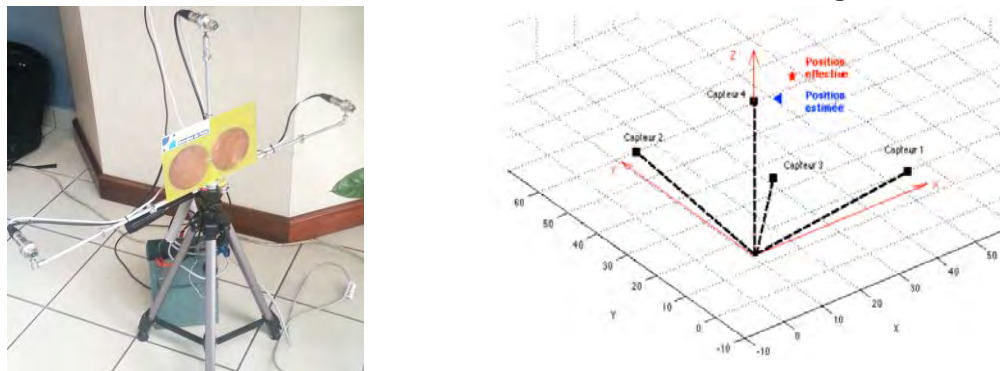 Z
Position
effective
Position
estimée
Capteur 4
Capteur 2
Capteur 3
Capteur 1
Y
X
60
50
40
30
20
10
0
-10
-10
0
10
20
30
40
50
Y
X